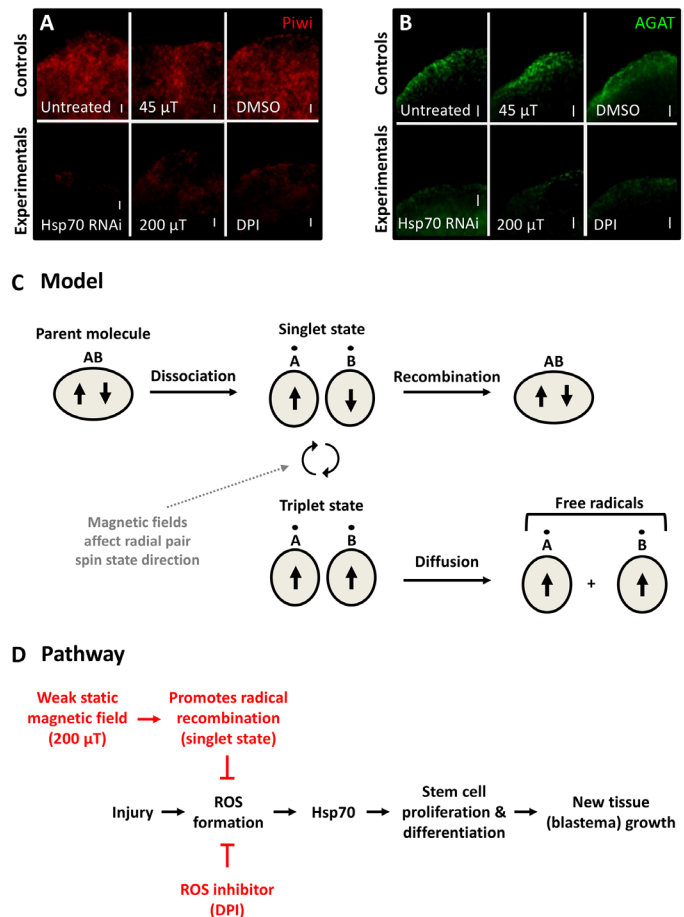 A
Piwi
Controls
Untreated
45 µT
DMSO
Experimentals
Hsp70 RNAi
200 µT
DPI
B
AGAT
Controls
Untreated
45 µT
DMSO
Experimentals
Hsp70 RNAi
200 µT
DPI
C Model
Parent molecule
AB
Dissociation
Singlet state
A B
Recombination
AB
Magnetic fields
affect radial pair
spin state direction
Triplet state
A B
Diffusion
Free radicals
A
+
B
D Pathway
Weak static
magnetic field
(200 µT)
Promotes radical
recombination
(singlet state)
Injury
ROS
formation
Hsp70
Stem cell
proliferation &
differentiation
New tissue
(blastema) growth
ROS inhibitor
(DPI)